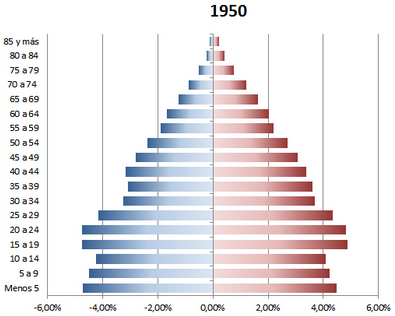 1950
85 y más
80 a 84
75 a 79
70 a 74
65 a 69
60 a 64
55 a 59
50 a 54
45 a 49
40 a 44
35 a 39
30 a 34
25 a 29
20 a 24
15 a 19
10 a 14
5 a 9
Menos 5
-6,00% -4,00% -2,00% 0,00% 2,00% 4,00% 6,00%